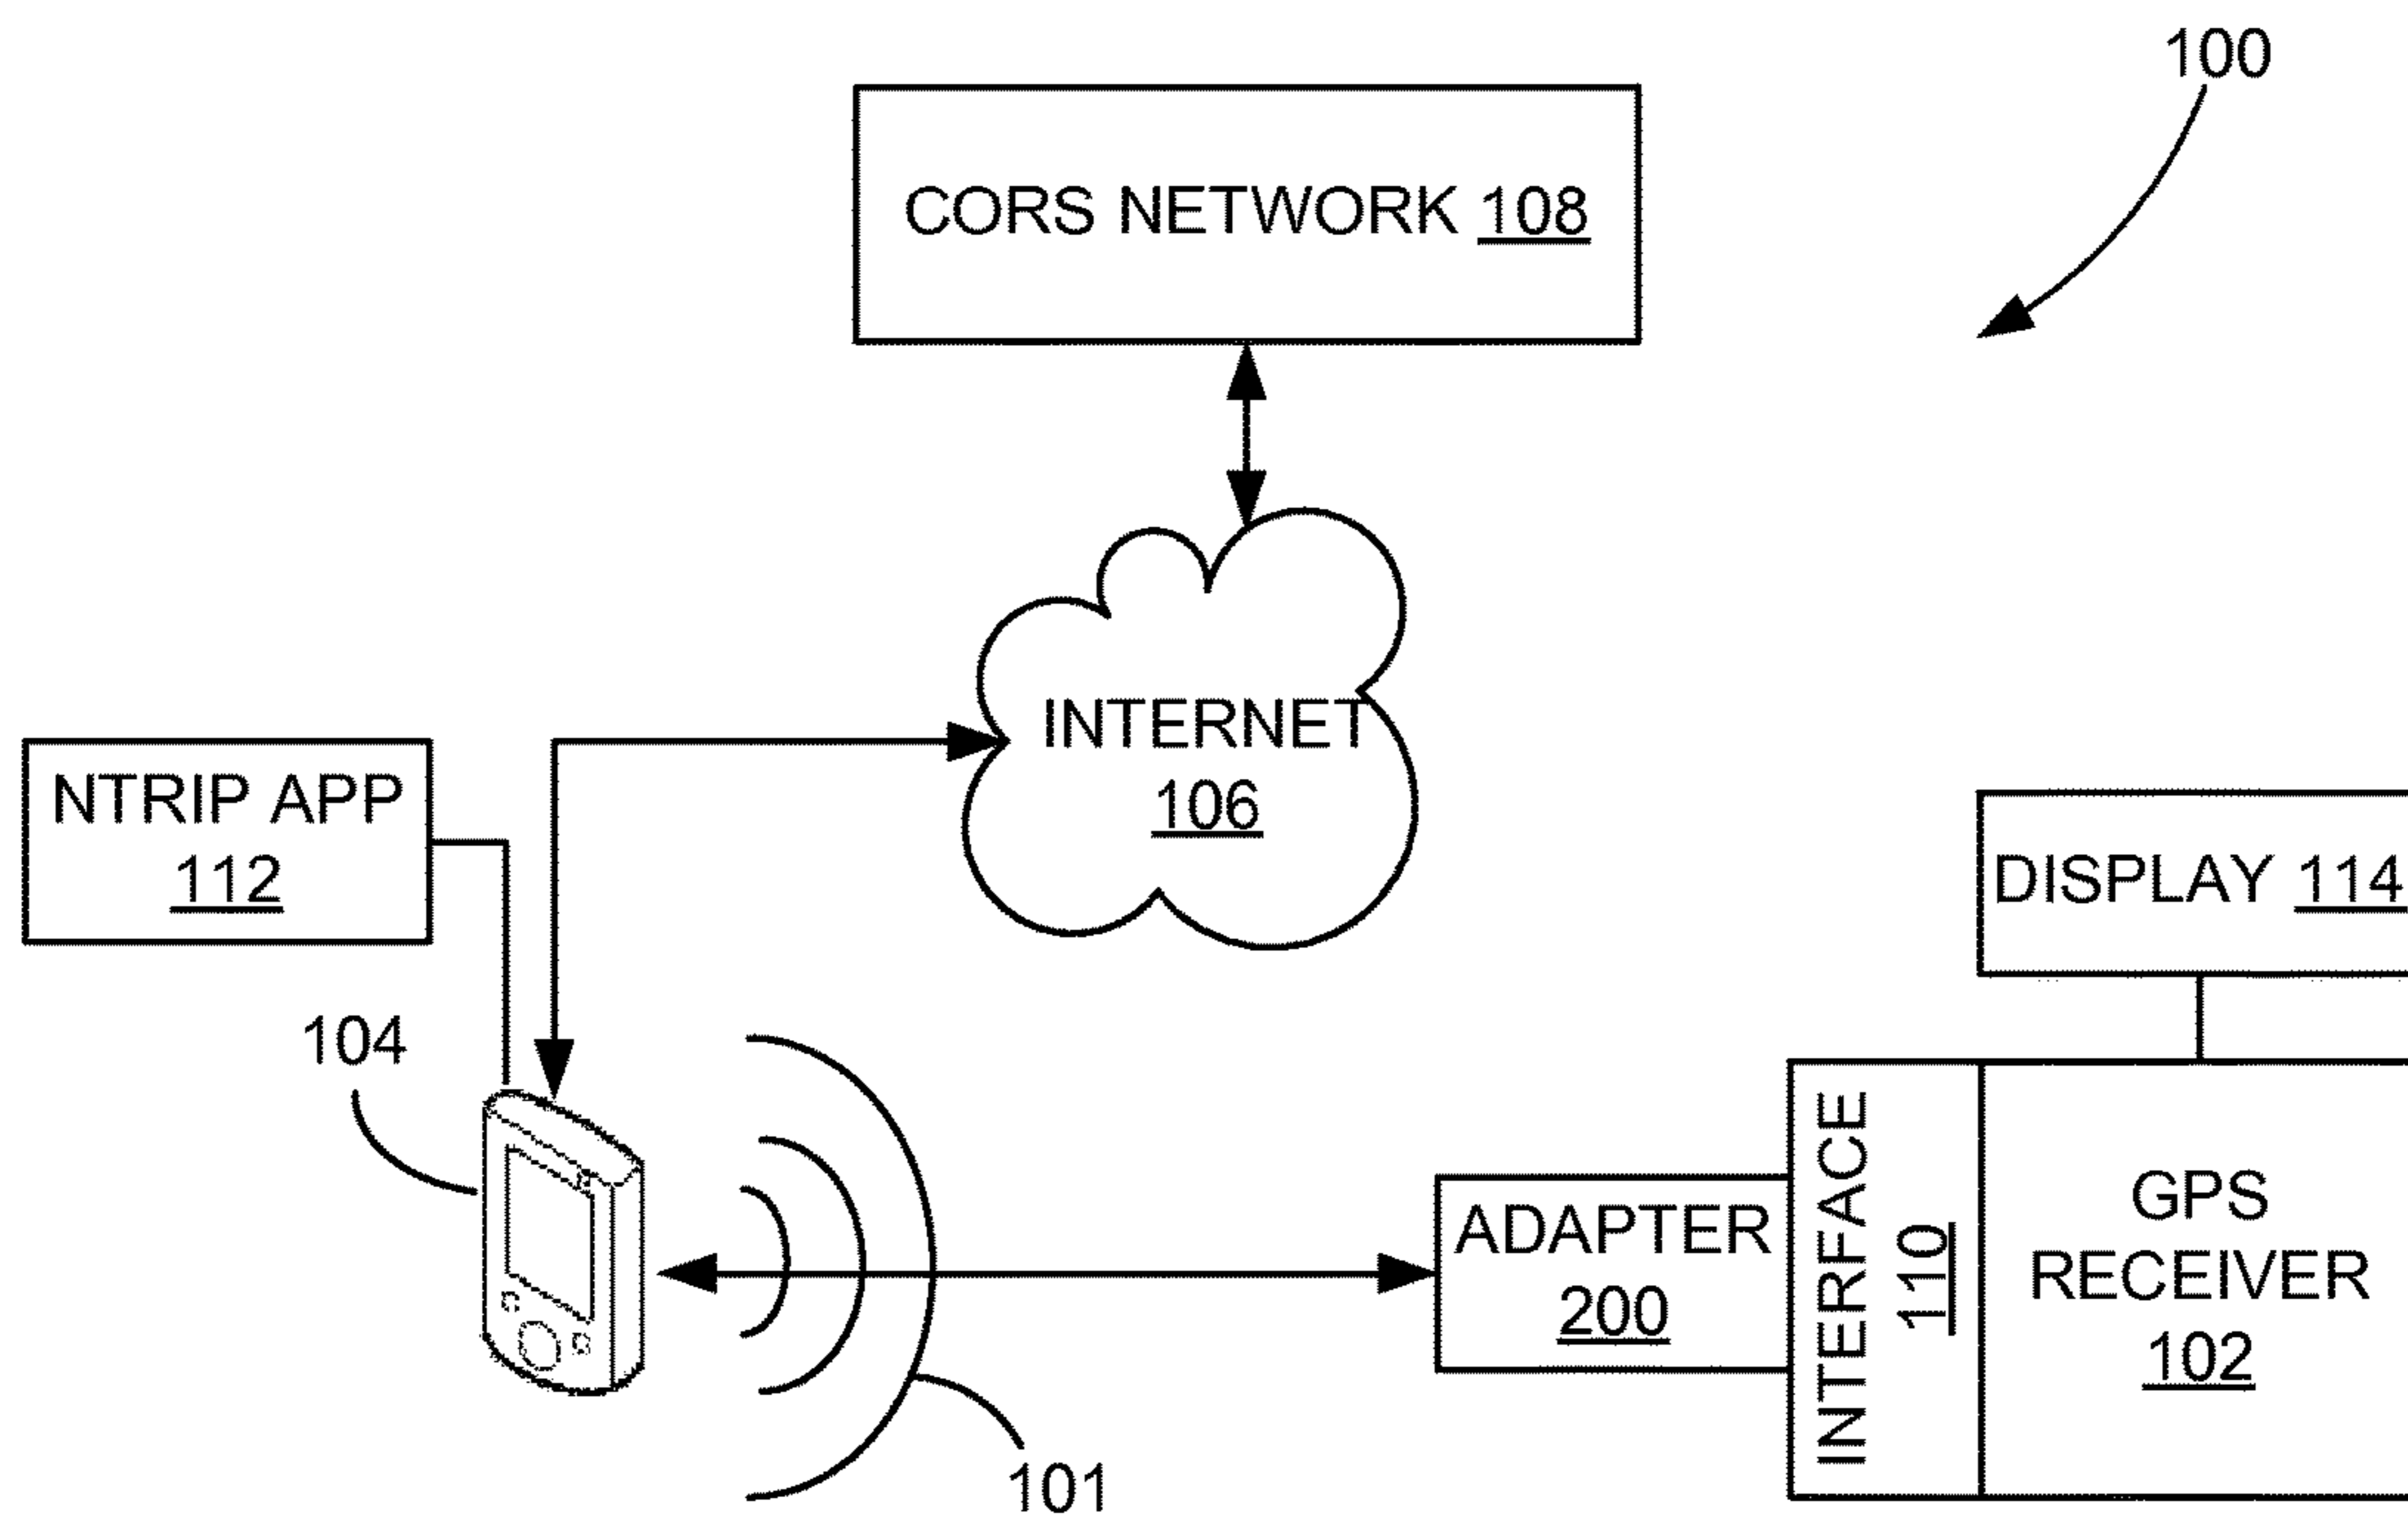 100
CORS NETWORK 108
INTERNET
106
NTRIP APP
112
DISPLAY 114
104
INTERFACE
110
GPS
RECEIVER
102
ADAPTER
200
101